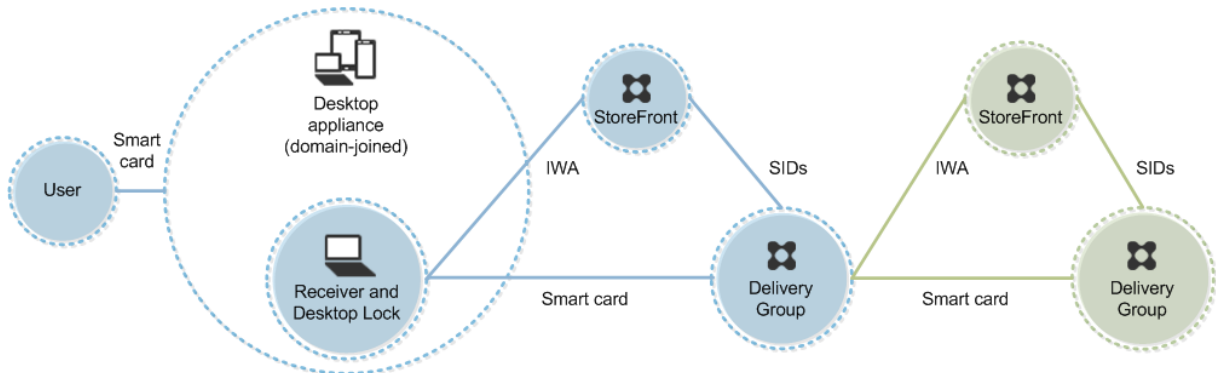 User
Smart
card
Desktop
appliance
(domain-joined)
Receiver and
Desktop Lock
IWA
StoreFront
SIDs
Smart card
Delivery
Group
IWA
StoreFront
SIDs
Smart card
Delivery
Group